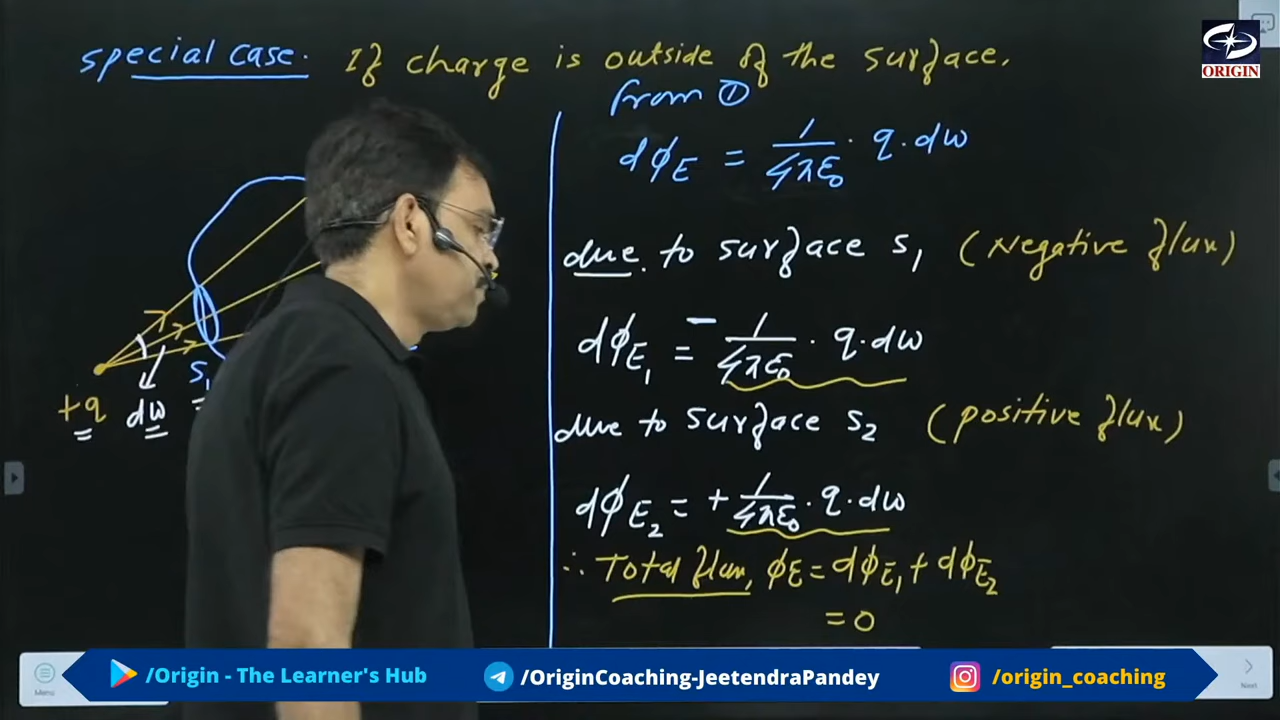 special case. If charge is outside of the surface.
from ①
dϕE = 1/4πε0 · q.dω
due to surface s1 (Negative flux)
dϕE1 = - 1/4πε0 · q.dω
due to surface s2 (positive flux)
dϕE2 = + 1/4πε0 · q.dω
∴ Total flux, ϕE = dϕE1 + dϕE2
= 0
s1
+q dω
ORIGIN
Menu
/Origin - The Learner's Hub
/OriginCoaching-JeetendraPandey
/origin_coaching
Next